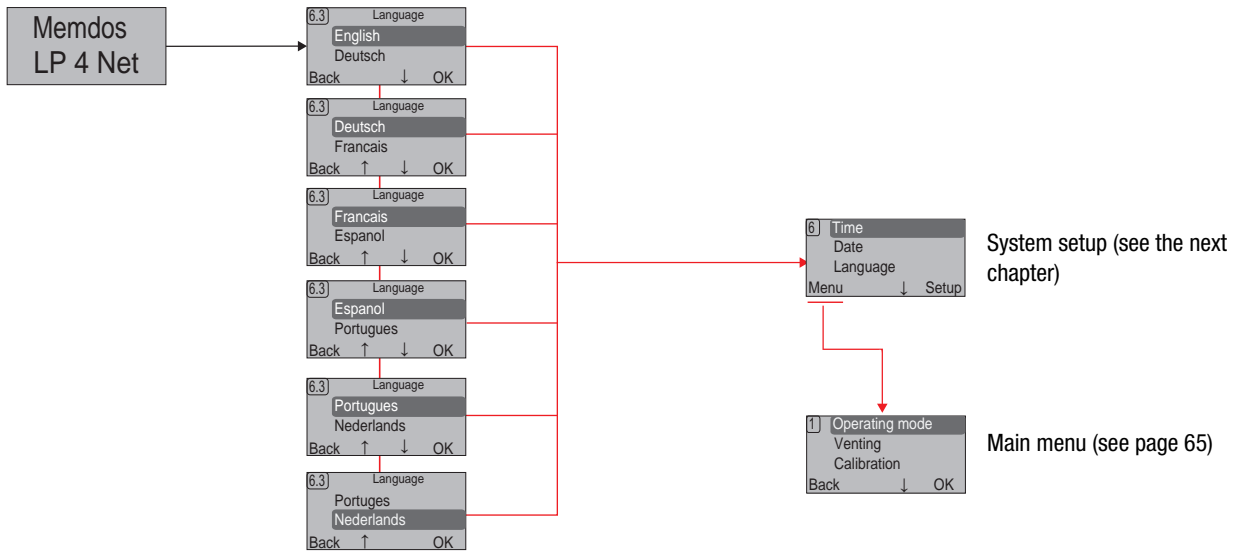 Memdos
LP 4 Net
6.3 Language
English
Deutsch
Back ↓ OK
6.3 Language
Deutsch
Francais
Back ↑ ↓ OK
6.3 Language
Francais
Espanol
Back ↑ ↓ OK
6.3 Language
Espanol
Portugues
Back ↑ ↓ OK
6.3 Language
Portugues
Nederlands
Back ↑ ↓ OK
6.3 Language
Portuges
Nederlands
Back ↑ OK
6 Time
Date
Language
Menu ↓ Setup
System setup (see the next
chapter)
1 Operating mode
Venting
Calibration
Back ↓ OK
Main menu (see page 65)